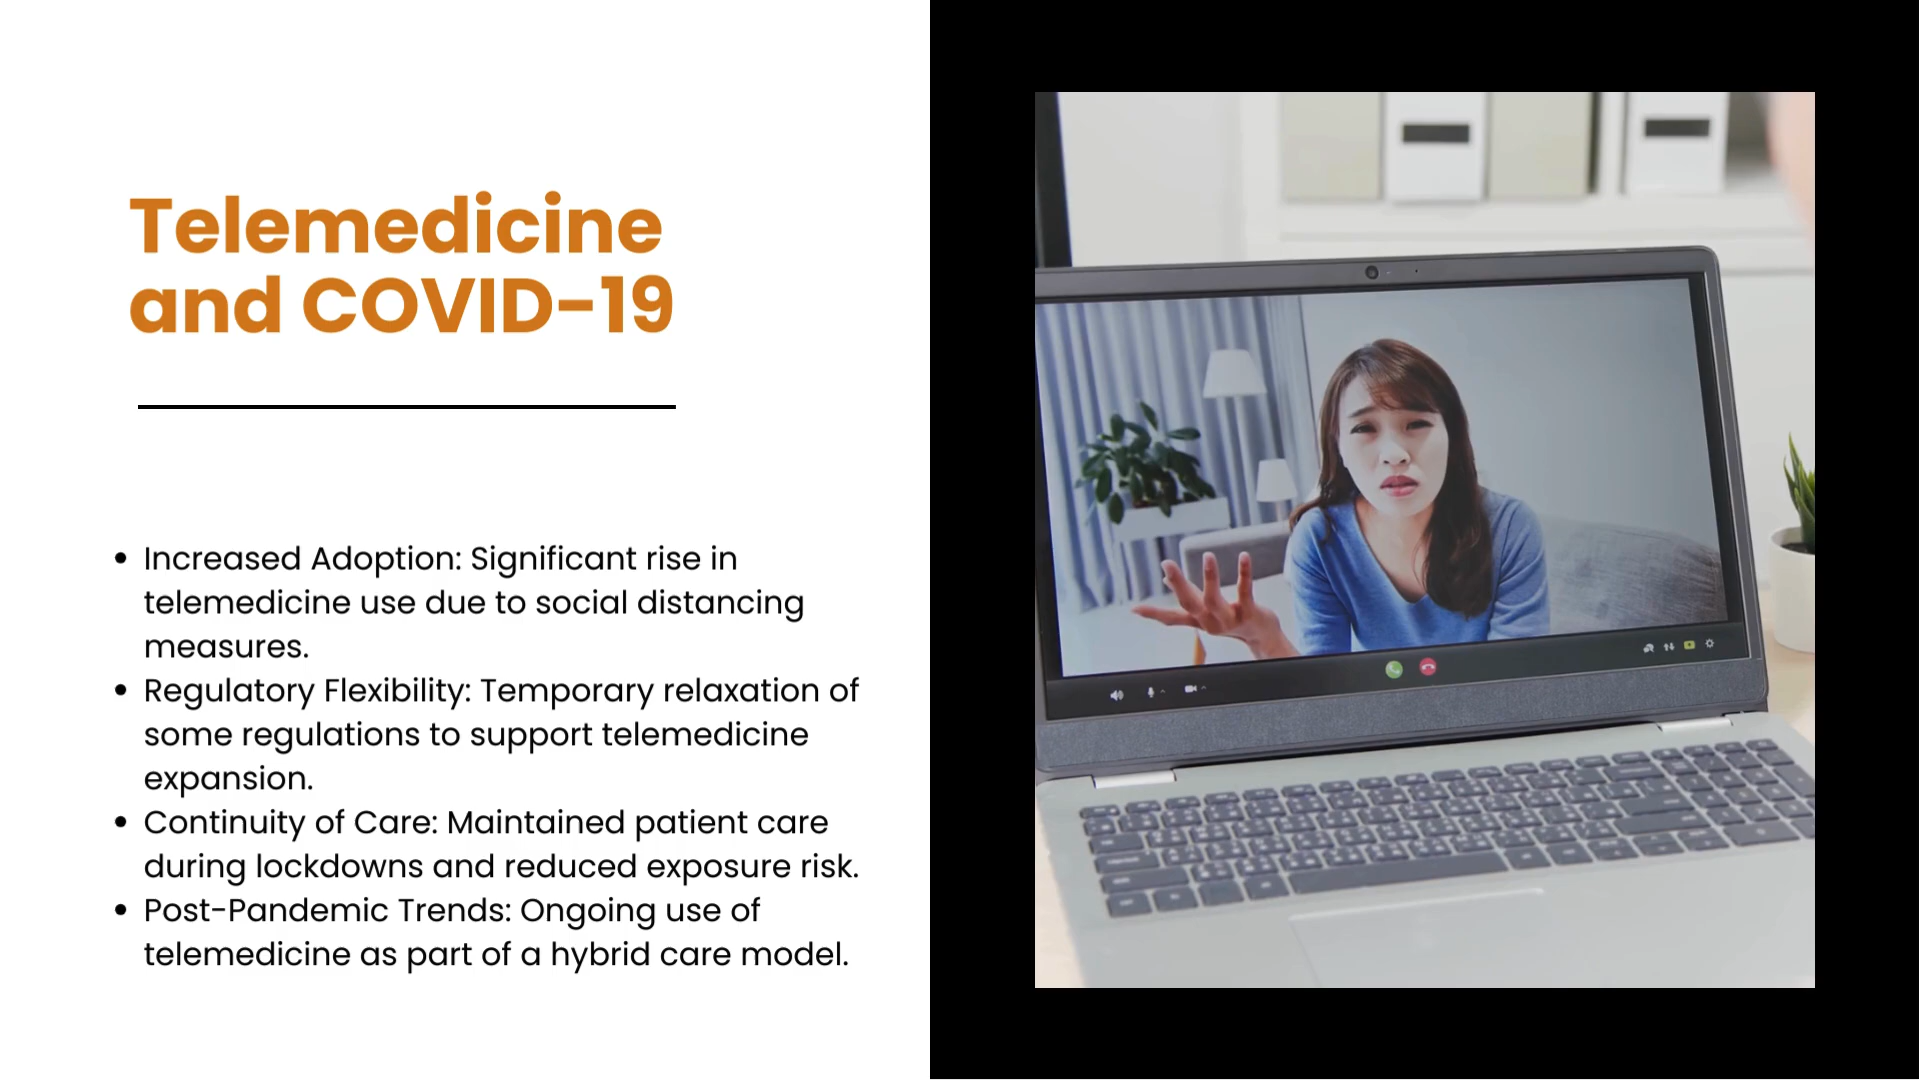 Telemedicine
and COVID-19
• Increased Adoption: Significant rise in
telemedicine use due to social distancing
measures.
• Regulatory Flexibility: Temporary relaxation of
some regulations to support telemedicine
expansion.
• Continuity of Care: Maintained patient care
during lockdowns and reduced exposure risk.
• Post-Pandemic Trends: Ongoing use of
telemedicine as part of a hybrid care model.